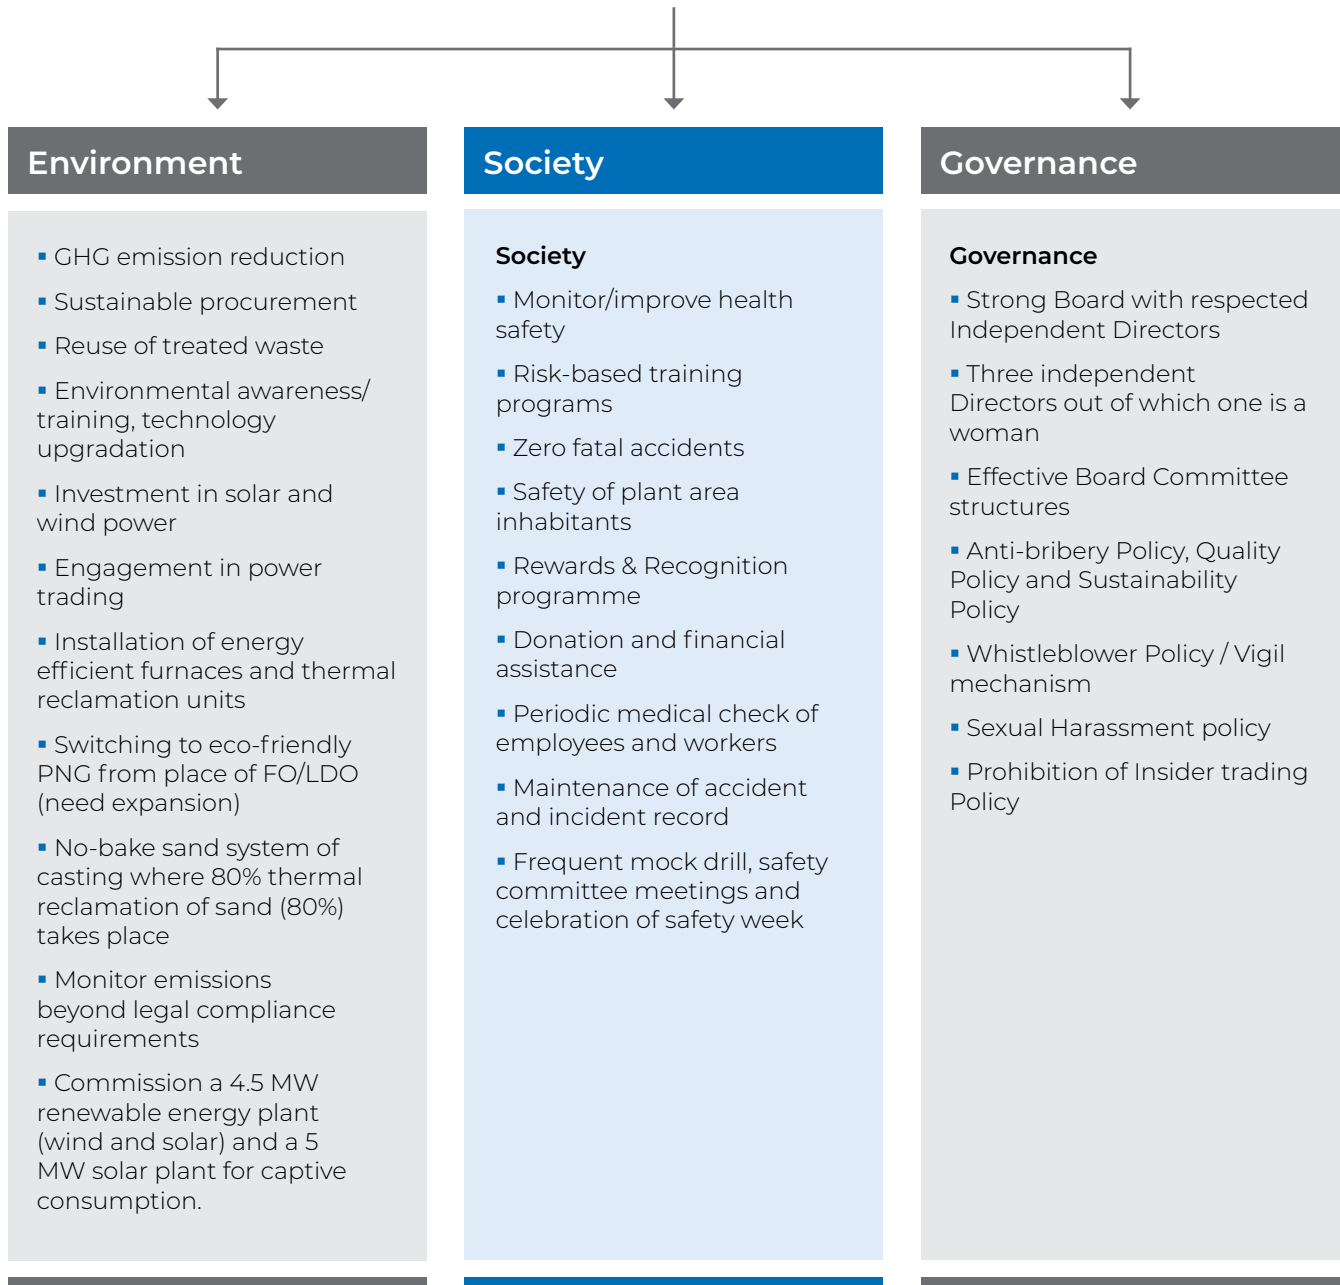 Environment
▪ GHG emission reduction
▪ Sustainable procurement
▪ Reuse of treated waste
▪ Environmental awareness/
training, technology
upgradation
▪ Investment in solar and
wind power
▪ Engagement in power
trading
▪ Installation of energy
efficient furnaces and thermal
reclamation units
▪ Switching to eco-friendly
PNG from place of FO/LDO
(need expansion)
▪ No-bake sand system of
casting where 80% thermal
reclamation of sand (80%)
takes place
▪ Monitor emissions
beyond legal compliance
requirements
▪ Commission a 4.5 MW
renewable energy plant
(wind and solar) and a 5
MW solar plant for captive
consumption.
Society
Society
▪ Monitor/improve health
safety
▪ Risk-based training
programs
▪ Zero fatal accidents
▪ Safety of plant area
inhabitants
▪ Rewards & Recognition
programme
▪ Donation and financial
assistance
▪ Periodic medical check of
employees and workers
▪ Maintenance of accident
and incident record
▪ Frequent mock drill, safety
committee meetings and
celebration of safety week
Governance
Governance
▪ Strong Board with respected
Independent Directors
▪ Three independent
Directors out of which one is a
woman
▪ Effective Board Committee
structures
▪ Anti-bribery Policy, Quality
Policy and Sustainability
Policy
▪ Whistleblower Policy / Vigil
mechanism
▪ Sexual Harassment policy
▪ Prohibition of Insider trading
Policy